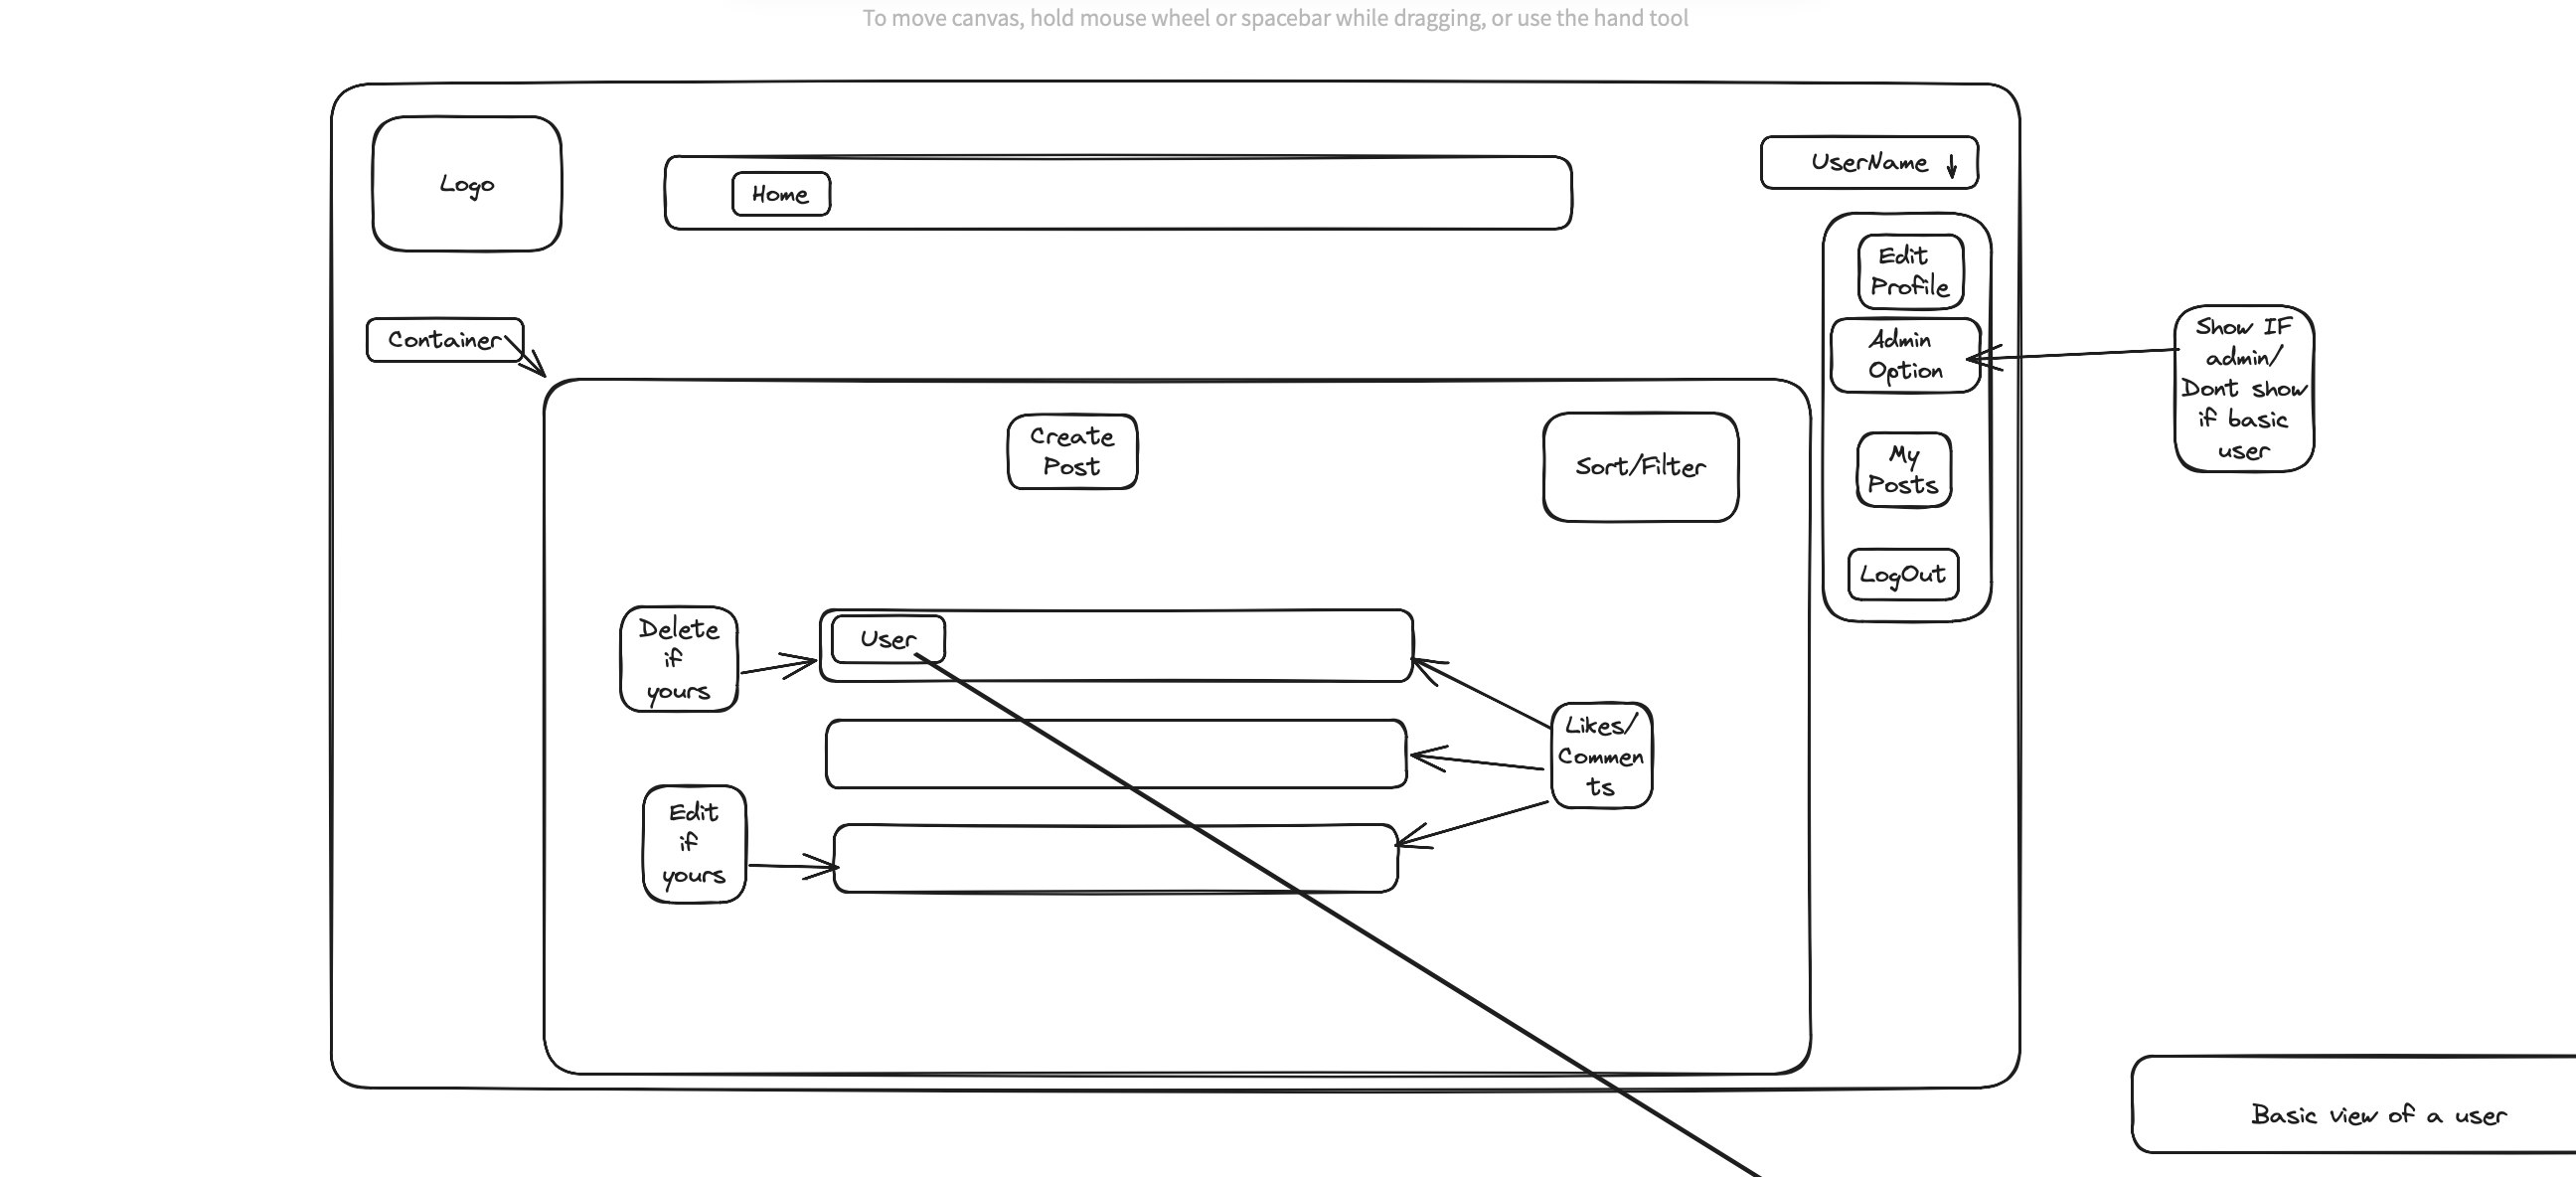 To move canvas, hold mouse wheel or spacebar while dragging, or use the hand tool
Logo
Home
UserName
Edit
Profile
Admin
Option
My
Posts
LogOut
Show IF
admin/
Dont show
if basic
user
Container
Create
Post
Sort/Filter
Delete
if
yours
User
Likes/
Commen
ts
Edit
if
yours
Basic view of a user